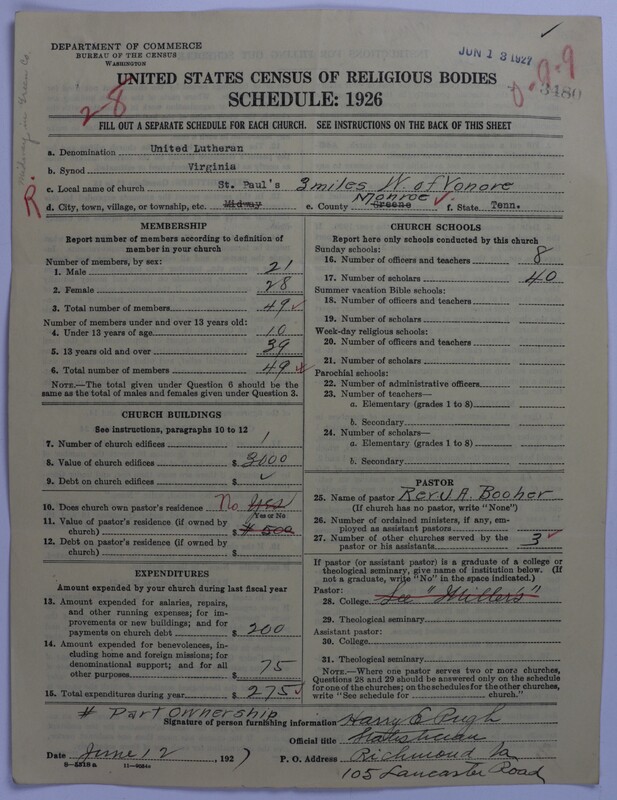 DEPARTMENT OF COMMERCE
BUREAU OF THE CENSUS
WASHINGTON
JUN 13 1927
3480
UNITED STATES CENSUS OF RELIGIOUS BODIES
SCHEDULE: 1926
2-8
FILL OUT A SEPARATE SCHEDULE FOR EACH CHURCH. SEE INSTRUCTIONS ON THE BACK OF THIS SHEET
Midway in Green Co.
R.
a. Denomination United Lutheran
b. Synod Virginia
c. Local name of church St. Paul's 3 miles W. of Vonore
d. City, town, village, or township, etc. Midway e. County Greene Monroe f. State Tenn.
MEMBERSHIP
Report number of members according to definition of
member in your church
Number of members, by sex:
1. Male 21
2. Female 28
3. Total number of members 49
Number of members under and over 13 years old:
4. Under 13 years of age 10
5. 13 years old and over 39
6. Total number of members 49
NOTE.—The total given under Question 6 should be the
same as the total of males and females given under Question 3.
CHURCH BUILDINGS
See instructions, paragraphs 10 to 12
7. Number of church edifices 1
8. Value of church edifices $ 3000
9. Debt on church edifices $
10. Does church own pastor's residence No. Yes
Yes or No
11. Value of pastor's residence (if owned by
church) $ # 500
12. Debt on pastor's residence (if owned by
church) $
EXPENDITURES
Amount expended by your church during last fiscal year
13. Amount expended for salaries, repairs,
and other running expenses; for im-
provements or new buildings; and for
payments on church debt $ 200
14. Amount expended for benevolences, in-
cluding home and foreign missions; for
denominational support; and for all
other purposes $ 75
15. Total expenditures during year $ 275
CHURCH SCHOOLS
Report here only schools conducted by this church
Sunday schools:
16. Number of officers and teachers 8
17. Number of scholars 40
Summer vacation Bible schools:
18. Number of officers and teachers
19. Number of scholars
Week-day religious schools:
20. Number of officers and teachers
21. Number of scholars
Parochial schools:
22. Number of administrative officers
23. Number of teachers—
a. Elementary (grades 1 to 8)
b. Secondary
24. Number of scholars—
a. Elementary (grades 1 to 8)
b. Secondary
PASTOR
25. Name of pastor Rev. J. A. Booher
(If church has no pastor, write "None")
26. Number of ordained ministers, if any, em-
ployed as assistant pastors
27. Number of other churches served by the
pastor or his assistants 3
If pastor (or assistant pastor) is a graduate of a college or
theological seminary, give name of institution below. (If
not a graduate, write "No" in the space indicated.)
Pastor:
28. College See "Miller's"
29. Theological seminary
Assistant pastor:
30. College
31. Theological seminary
NOTE.—Where one pastor serves two or more churches,
Questions 28 and 29 should be answered only on the schedule
for one of the churches; on the schedules for the other churches,
write "See schedule for church."
# Part Ownership
Signature of person furnishing information Harry E Pugh
Official title Statistician
Date June 12, 1927 P. O. Address Richmond Va
8—5318 a
105 Lancaster Road